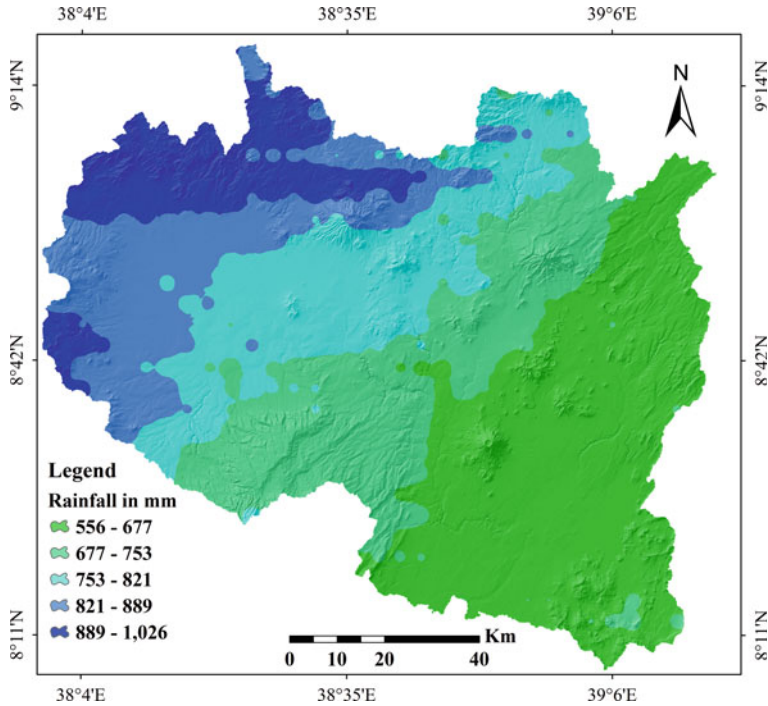 38°4'E 38°35'E 39°6'E
9°14'N 9°14'N
N
8°42'N 8°42'N
Legend
Rainfall in mm
556 - 677
677 - 753
753 - 821
821 - 889
889 - 1,026
Km
0 10 20 40
8°11'N 8°11'N
38°4'E 38°35'E 39°6'E